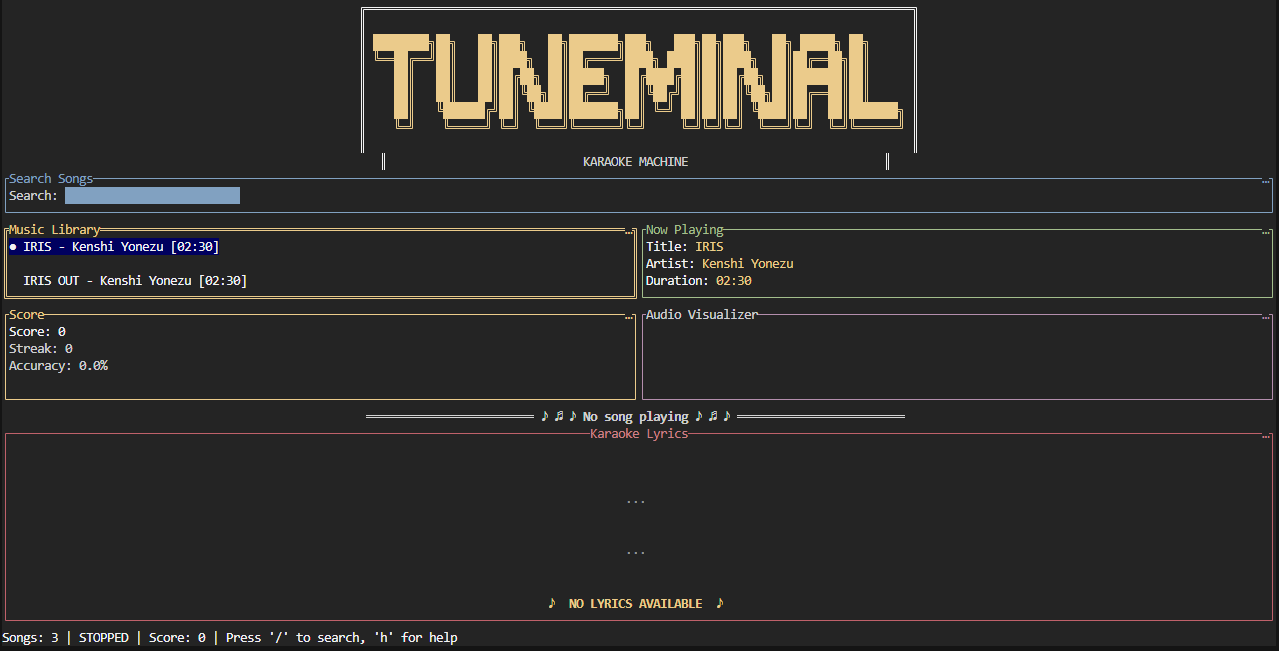 TUNEMINAL
KARAOKE MACHINE
Search Songs
Search:
Music Library
● IRIS - Kenshi Yonezu [02:30]
IRIS OUT - Kenshi Yonezu [02:30]
Now Playing
Title: IRIS
Artist: Kenshi Yonezu
Duration: 02:30
Score
Score: 0
Streak: 0
Accuracy: 0.0%
Audio Visualizer
♪ ♬ ♪ No song playing ♪ ♬ ♪
Karaoke Lyrics
...
...
♪ NO LYRICS AVAILABLE ♪
Songs: 3 | STOPPED | Score: 0 | Press '/' to search, 'h' for help